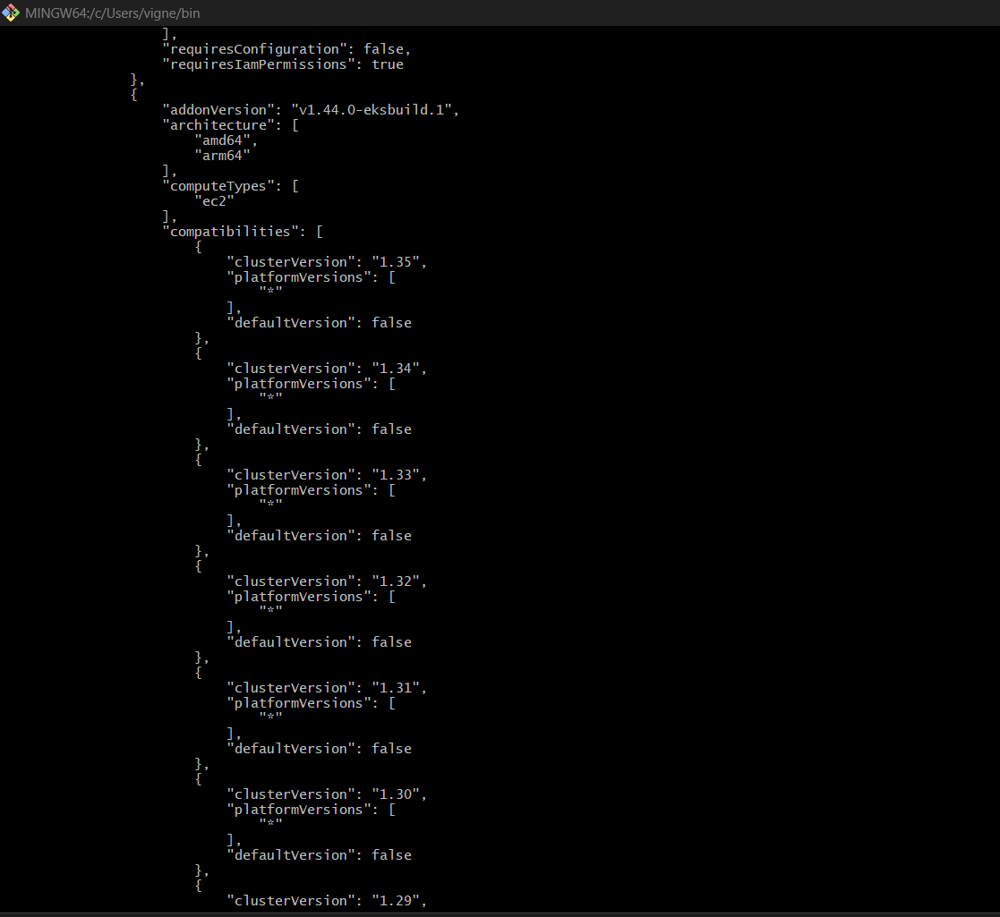 MINGW64:/c/Users/vigne/bin
],
"requiresConfiguration": false,
"requiresIamPermissions": true
},
{
"addonVersion": "v1.44.0-eksbuild.1",
"architecture": [
"amd64",
"arm64"
],
"computeTypes": [
"ec2"
],
"compatibilities": [
{
"clusterVersion": "1.35",
"platformVersions": [
"*"
],
"defaultVersion": false
},
{
"clusterVersion": "1.34",
"platformVersions": [
"*"
],
"defaultVersion": false
},
{
"clusterVersion": "1.33",
"platformVersions": [
"*"
],
"defaultVersion": false
},
{
"clusterVersion": "1.32",
"platformVersions": [
"*"
],
"defaultVersion": false
},
{
"clusterVersion": "1.31",
"platformVersions": [
"*"
],
"defaultVersion": false
},
{
"clusterVersion": "1.30",
"platformVersions": [
"*"
],
"defaultVersion": false
},
{
"clusterVersion": "1.29",